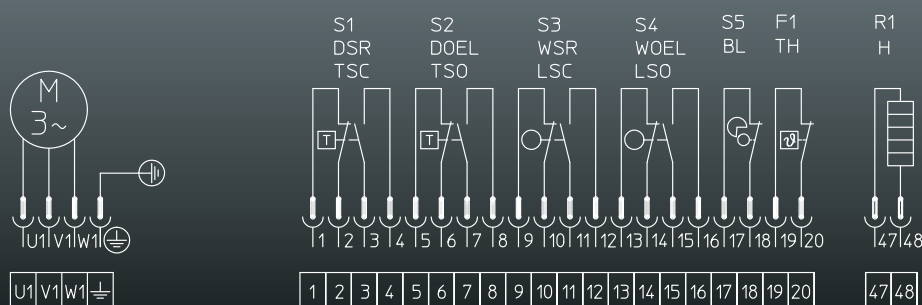 S1 S2 S3 S4 S5 F1 R1
DSR DOEL WSR WOEL BL TH H
TSC TSO LSC LSO
M
3~
T T ϑ
U1 V1 W1 1 2 3 4 5 6 7 8 9 10 11 12 13 14 15 16 17 18 19 20 47 48
U1 V1 W1 1 2 3 4 5 6 7 8 9 10 11 12 13 14 15 16 17 18 19 20 47 48